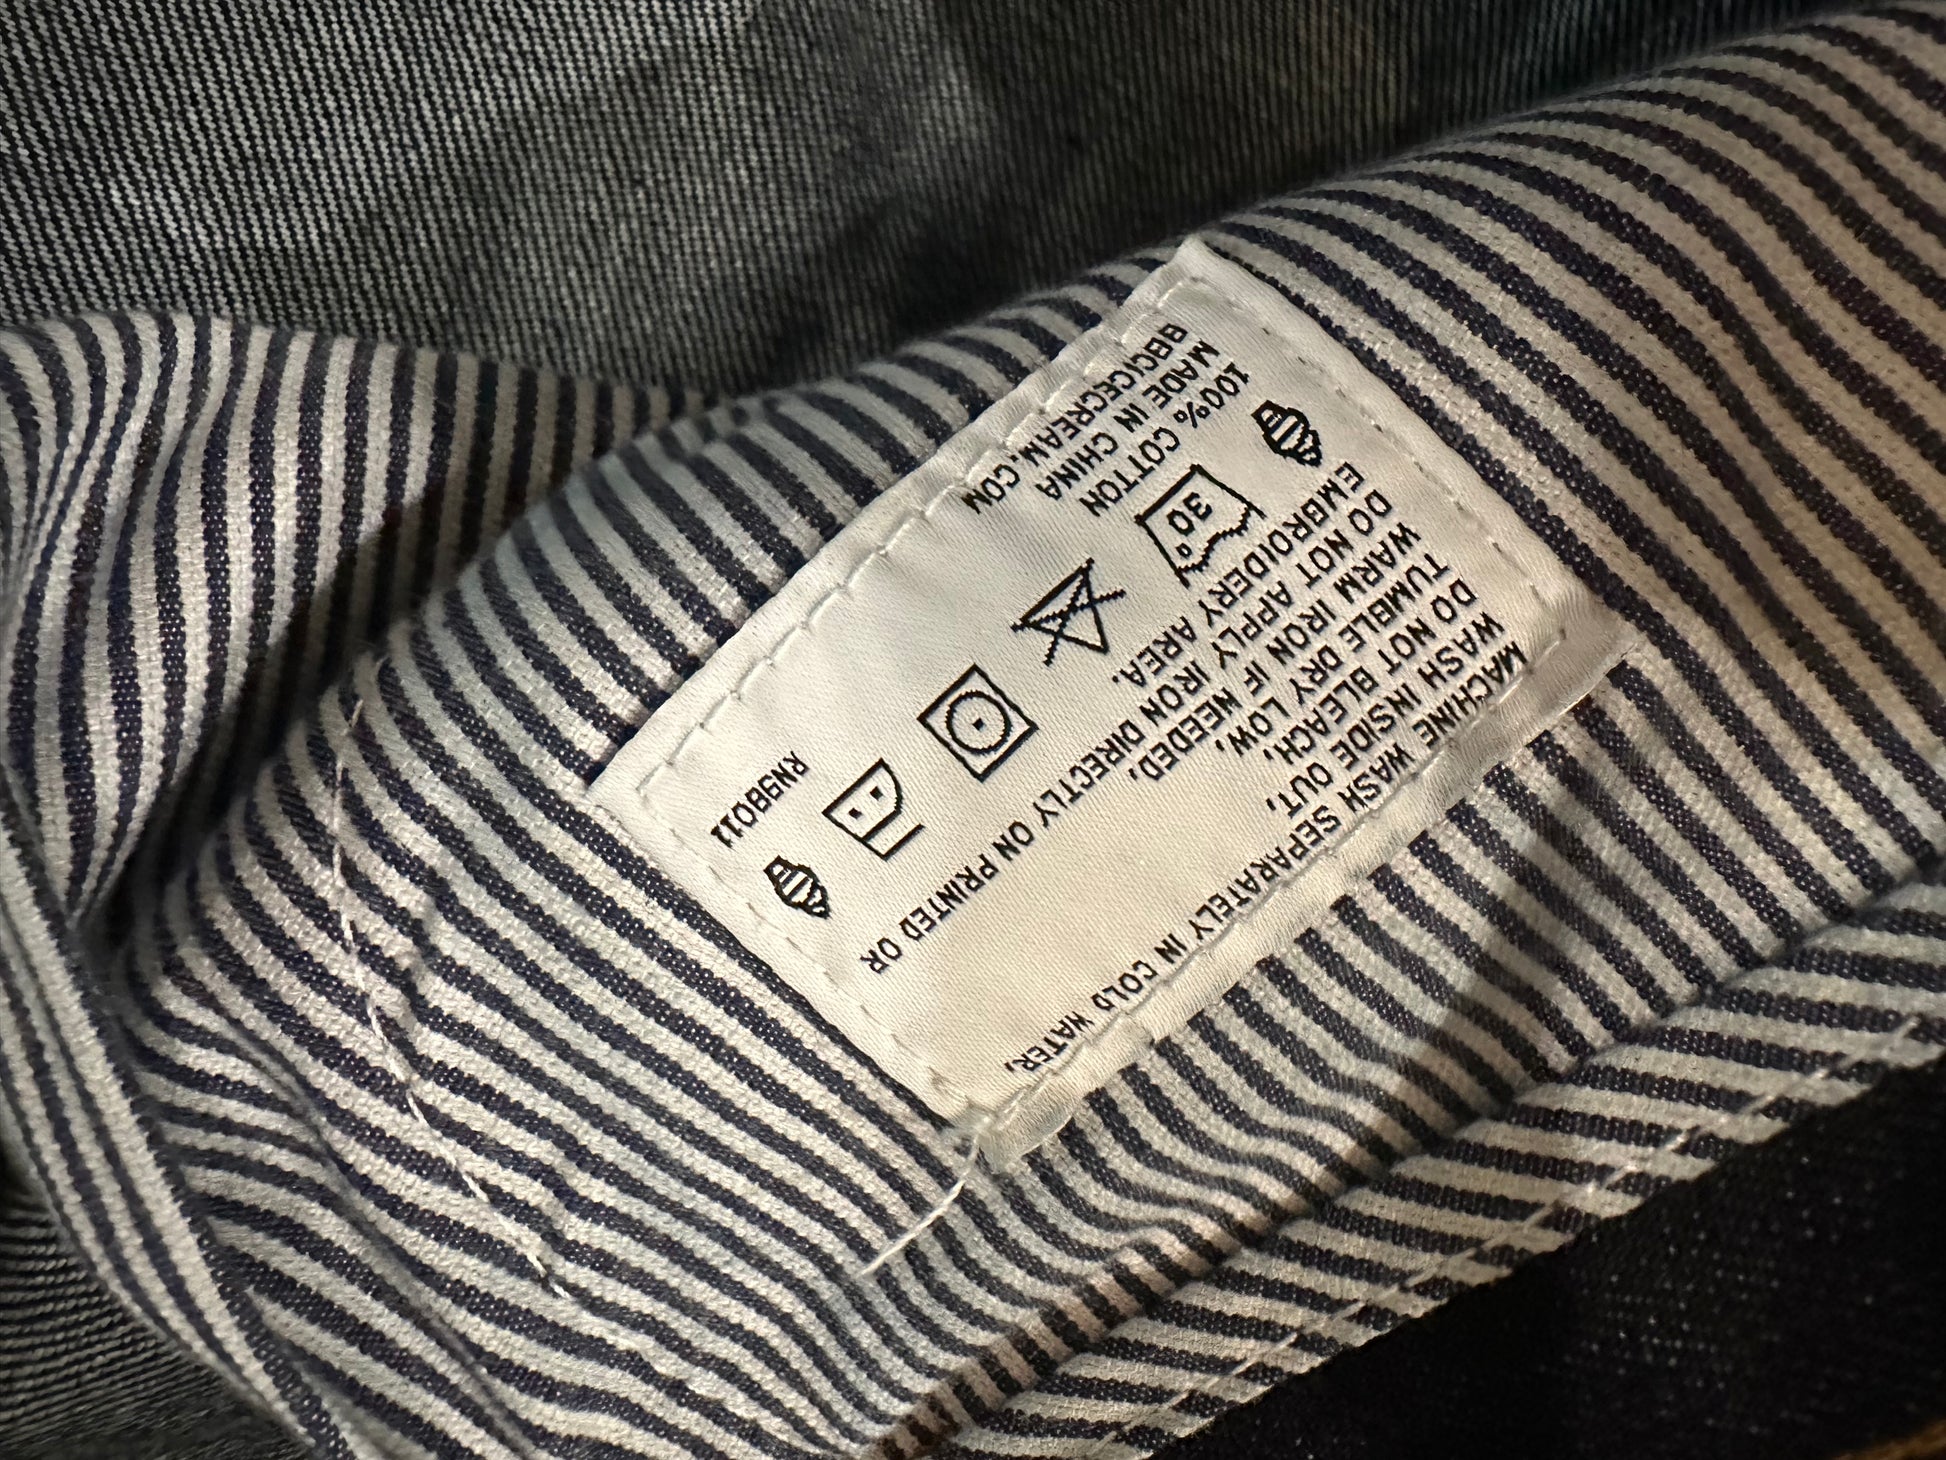 BBCICECREAM.COM
MADE IN CHINA
100% COTTON
30°
MACHINE WASH SEPARATELY IN COLD WATER,
WASH INSIDE OUT,
DO NOT BLEACH,
TUMBLE DRY LOW,
WARM IRON IF NEEDED,
DO NOT APPLY IRON DIRECTLY ON PRINTED OR
EMBROIDERY AREA.
RN98011